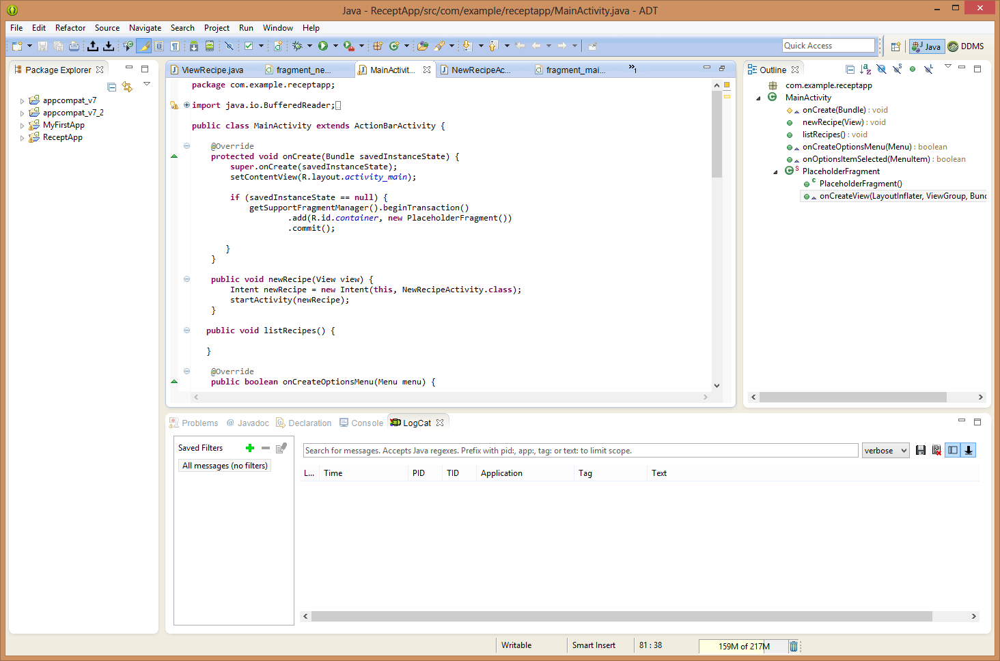 Java - ReceptApp/src/com/example/receptapp/MainActivity.java - ADT
File Edit Refactor Source Navigate Search Project Run Window Help
Quick Access
Java
DDMS
Package Explorer
appcompat_v7
appcompat_v7_2
MyFirstApp
ReceptApp
ViewRecipe.java fragment_ne... MainActivit... NewRecipeAc... fragment_mai... »1
package com.example.receptapp;
import java.io.BufferedReader;
public class MainActivity extends ActionBarActivity {
@Override
protected void onCreate(Bundle savedInstanceState) {
super.onCreate(savedInstanceState);
setContentView(R.layout.activity_main);
if (savedInstanceState == null) {
getSupportFragmentManager().beginTransaction()
.add(R.id.container, new PlaceholderFragment())
.commit();
}
}
public void newRecipe(View view) {
Intent newRecipe = new Intent(this, NewRecipeActivity.class);
startActivity(newRecipe);
}
public void listRecipes() {
}
@Override
public boolean onCreateOptionsMenu(Menu menu) {
Outline
com.example.receptapp
MainActivity
onCreate(Bundle) : void
newRecipe(View) : void
listRecipes() : void
onCreateOptionsMenu(Menu) : boolean
onOptionsItemSelected(MenuItem) : boolean
PlaceholderFragment
PlaceholderFragment()
onCreateView(LayoutInflater, ViewGroup, Bund
Problems @ Javadoc Declaration Console LogCat
Saved Filters
All messages (no filters)
Search for messages. Accepts Java regexes. Prefix with pid:, app:, tag: or text: to limit scope.
verbose
L... Time PID TID Application Tag Text
Writable Smart Insert 81 : 38 159M of 217M